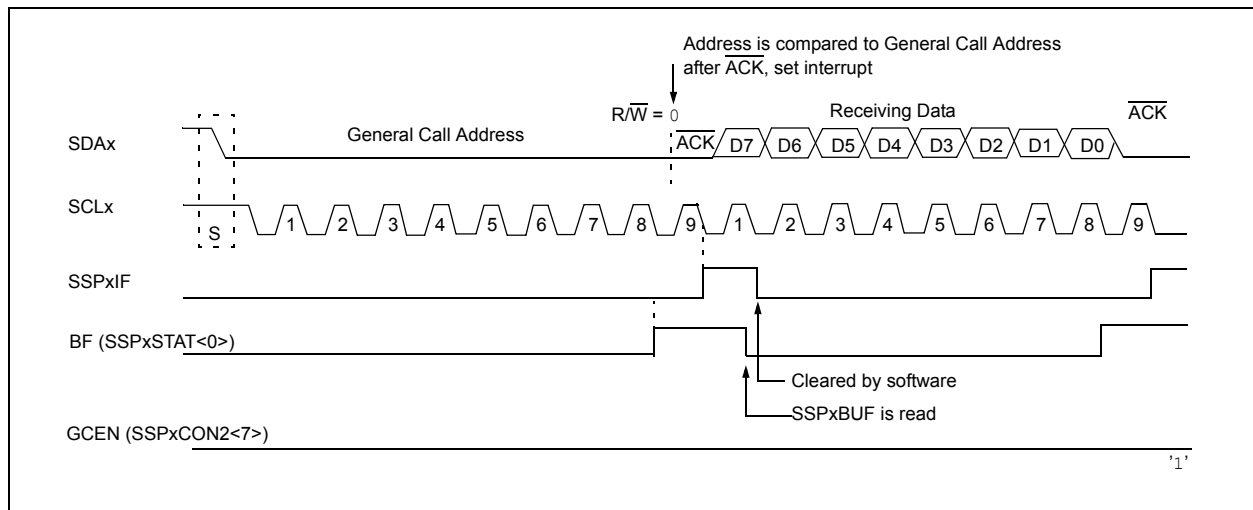 Address is compared to General Call Address
after ACK, set interrupt
R/W = 0
Receiving Data
ACK
SDAx
General Call Address
ACK D7 D6 D5 D4 D3 D2 D1 D0
SCLx
S
1 2 3 4 5 6 7 8 9 1 2 3 4 5 6 7 8 9
SSPxIF
BF (SSPxSTAT<0>)
Cleared by software
SSPxBUF is read
GCEN (SSPxCON2<7>)
'1'